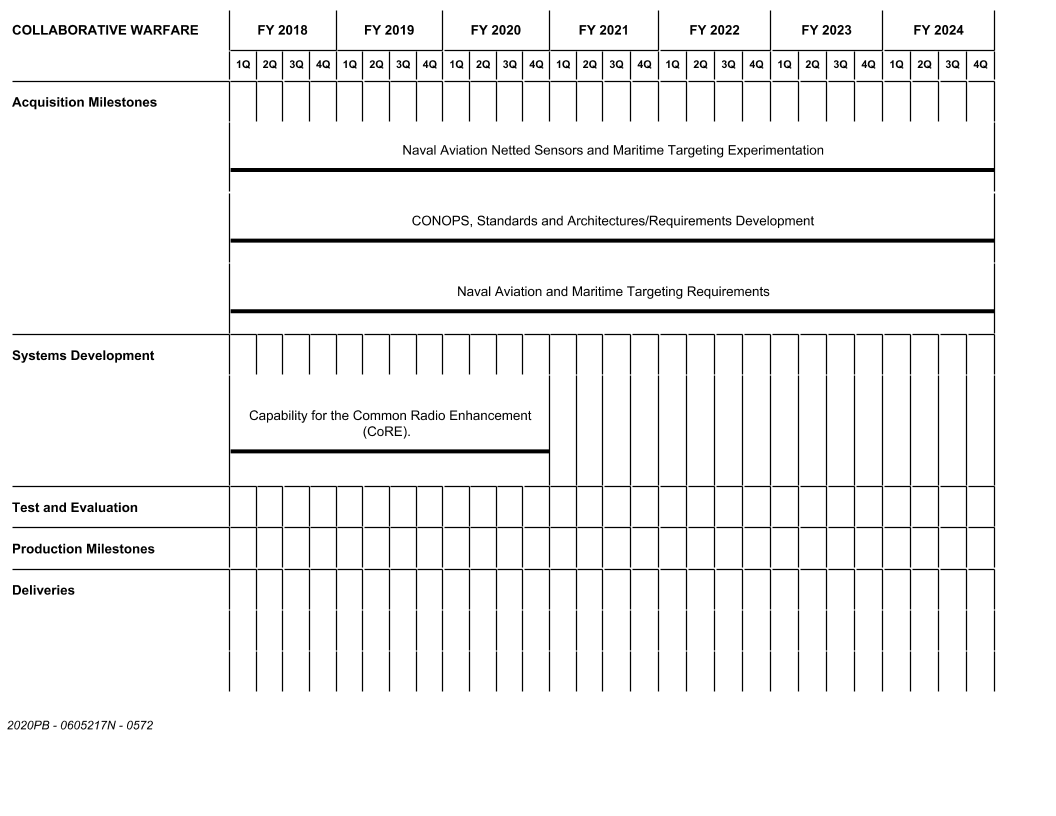 COLLABORATIVE WARFARE FY 2018 FY 2019 FY 2020 FY 2021 FY 2022 FY 2023 FY 2024
1Q 2Q 3Q 4Q 1Q 2Q 3Q 4Q 1Q 2Q 3Q 4Q 1Q 2Q 3Q 4Q 1Q 2Q 3Q 4Q 1Q 2Q 3Q 4Q 1Q 2Q 3Q 4Q
Acquisition Milestones
Naval Aviation Netted Sensors and Maritime Targeting Experimentation
CONOPS, Standards and Architectures/Requirements Development
Naval Aviation and Maritime Targeting Requirements
Systems Development
Capability for the Common Radio Enhancement
(CoRE).
Test and Evaluation
Production Milestones
Deliveries
2020PB - 0605217N - 0572